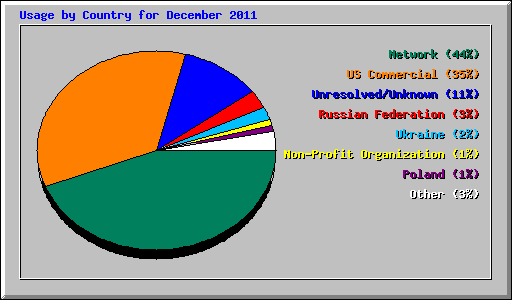 Usage by Country for December 2011
Network (44%)
US Commercial (35%)
Unresolved/Unknown (11%)
Russian Federation (3%)
Ukraine (2%)
Non-Profit Organization (1%)
Poland (1%)
Other (3%)